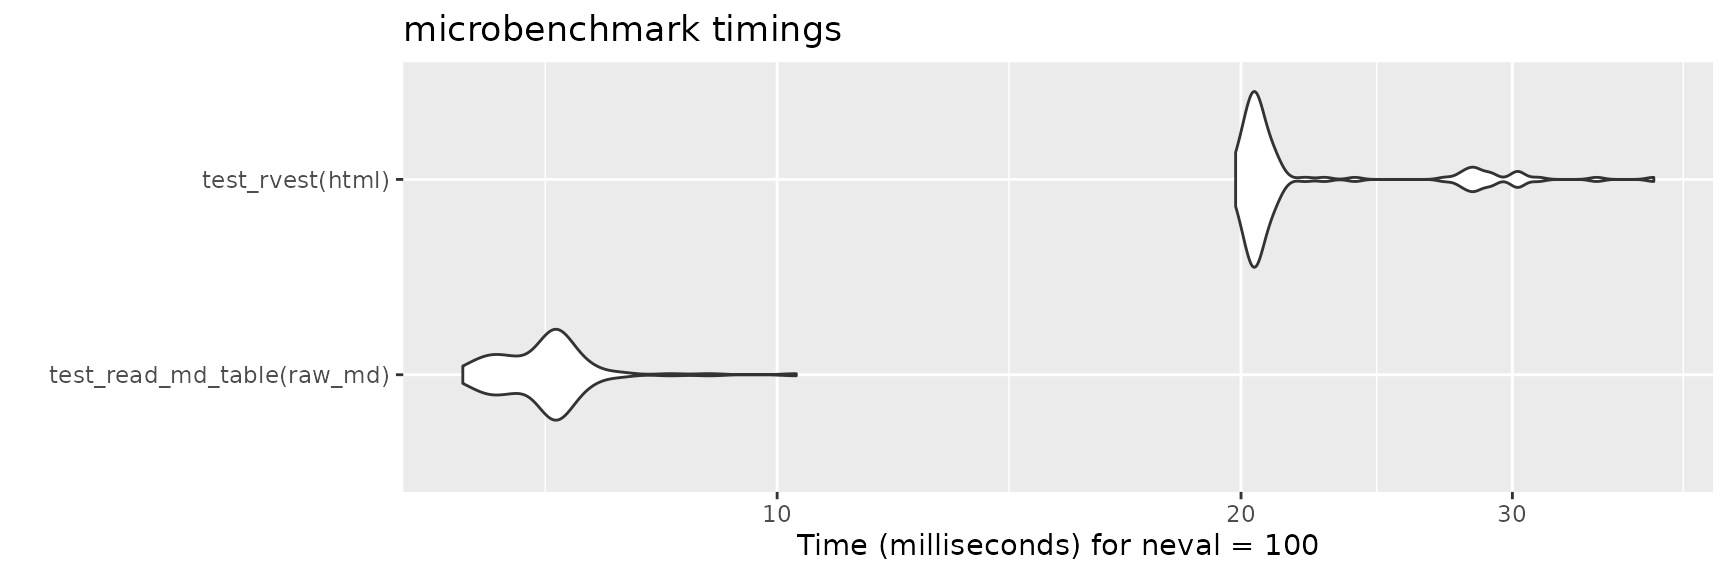 microbenchmark timings
test_rvest(html)
test_read_md_table(raw_md)
10 20 30
Time (milliseconds) for neval = 100